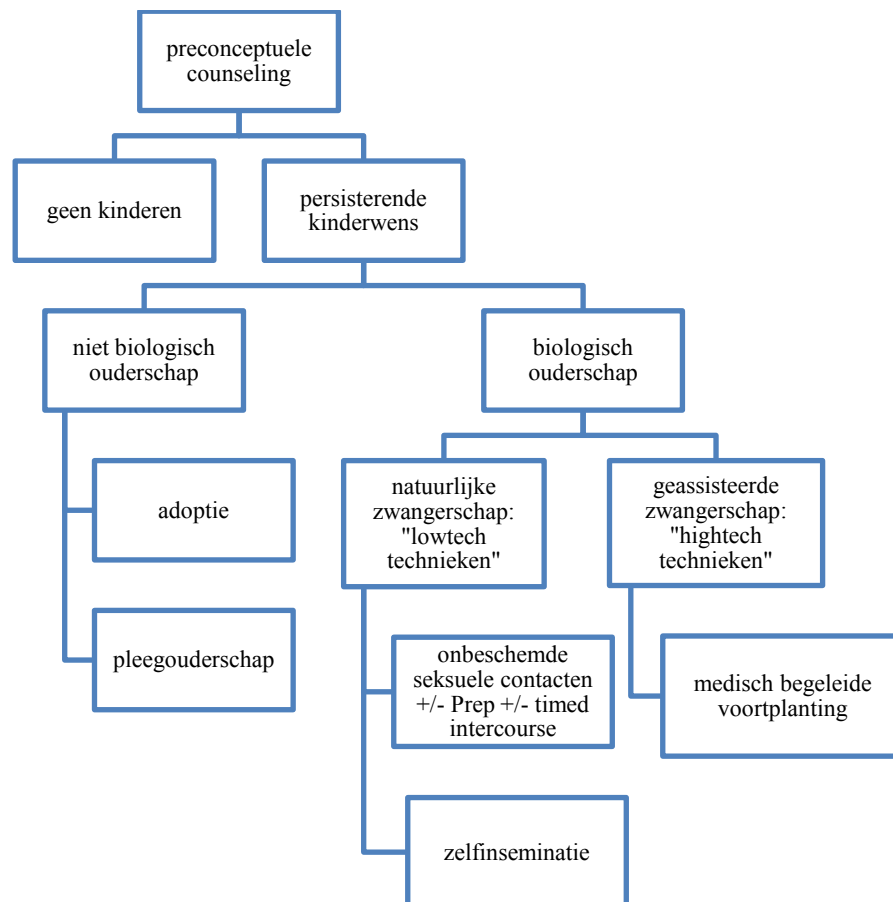 preconceptuele
counseling
geen kinderen
persisterende
kinderwens
niet biologisch
ouderschap
biologisch
ouderschap
adoptie
pleegouderschap
natuurlijke
zwangerschap:
"lowtech
technieken"
geassisteerde
zwangerschap:
"hightech
technieken"
onbeschemde
seksuele contacten
+/- Prep +/- timed
intercourse
medisch begeleide
voortplanting
zelfinseminatie